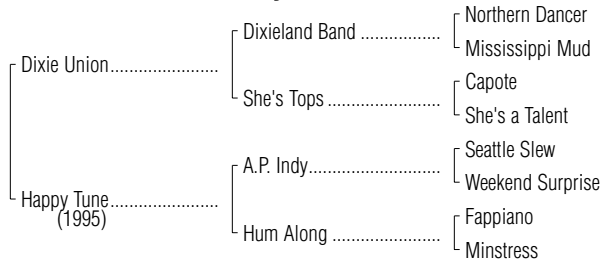 Northern Dancer
Dixieland Band ..................
Mississippi Mud
Dixie Union.........................
Capote
She's Tops .........................
She's a Talent
Seattle Slew
A.P. Indy..............................
Weekend Surprise
Happy Tune.........................
(1995)
Fappiano
Hum Along .........................
Minstress